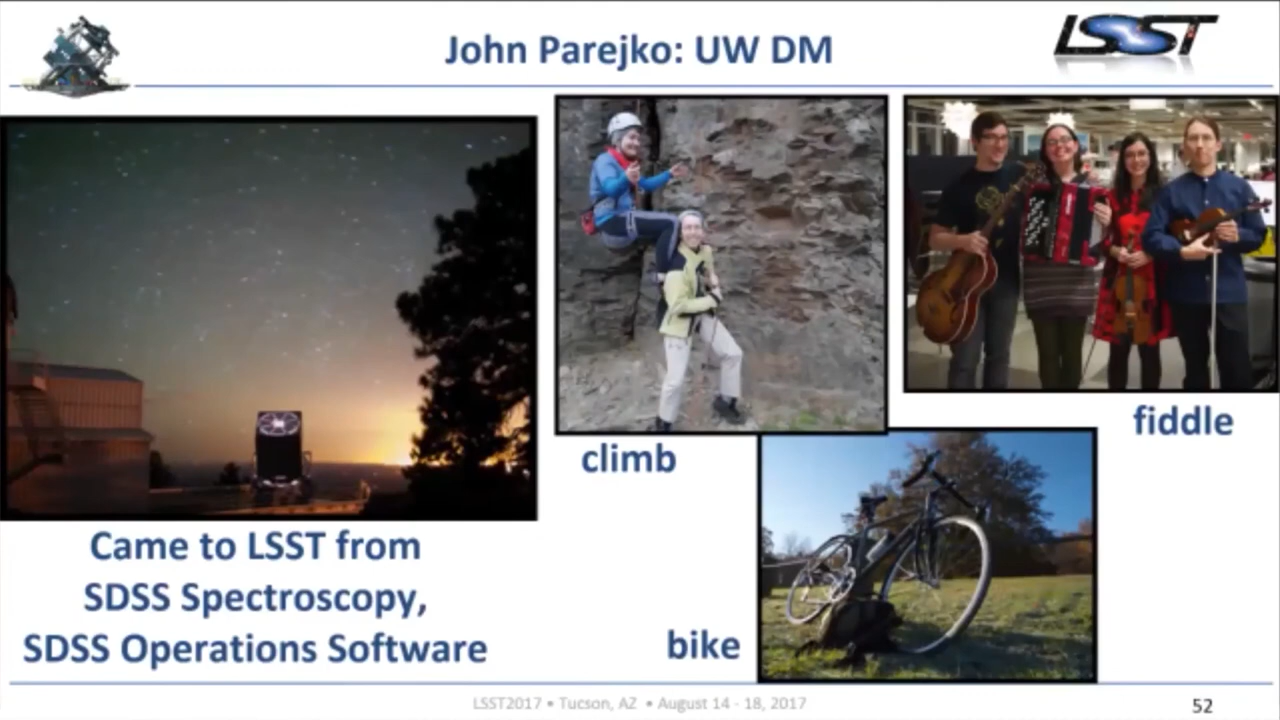 John Parejko: UW DM
LSST
climb
fiddle
Came to LSST from
SDSS Spectroscopy,
SDSS Operations Software
bike
LSST2017 • Tucson, AZ • August 14 - 18, 2017
52